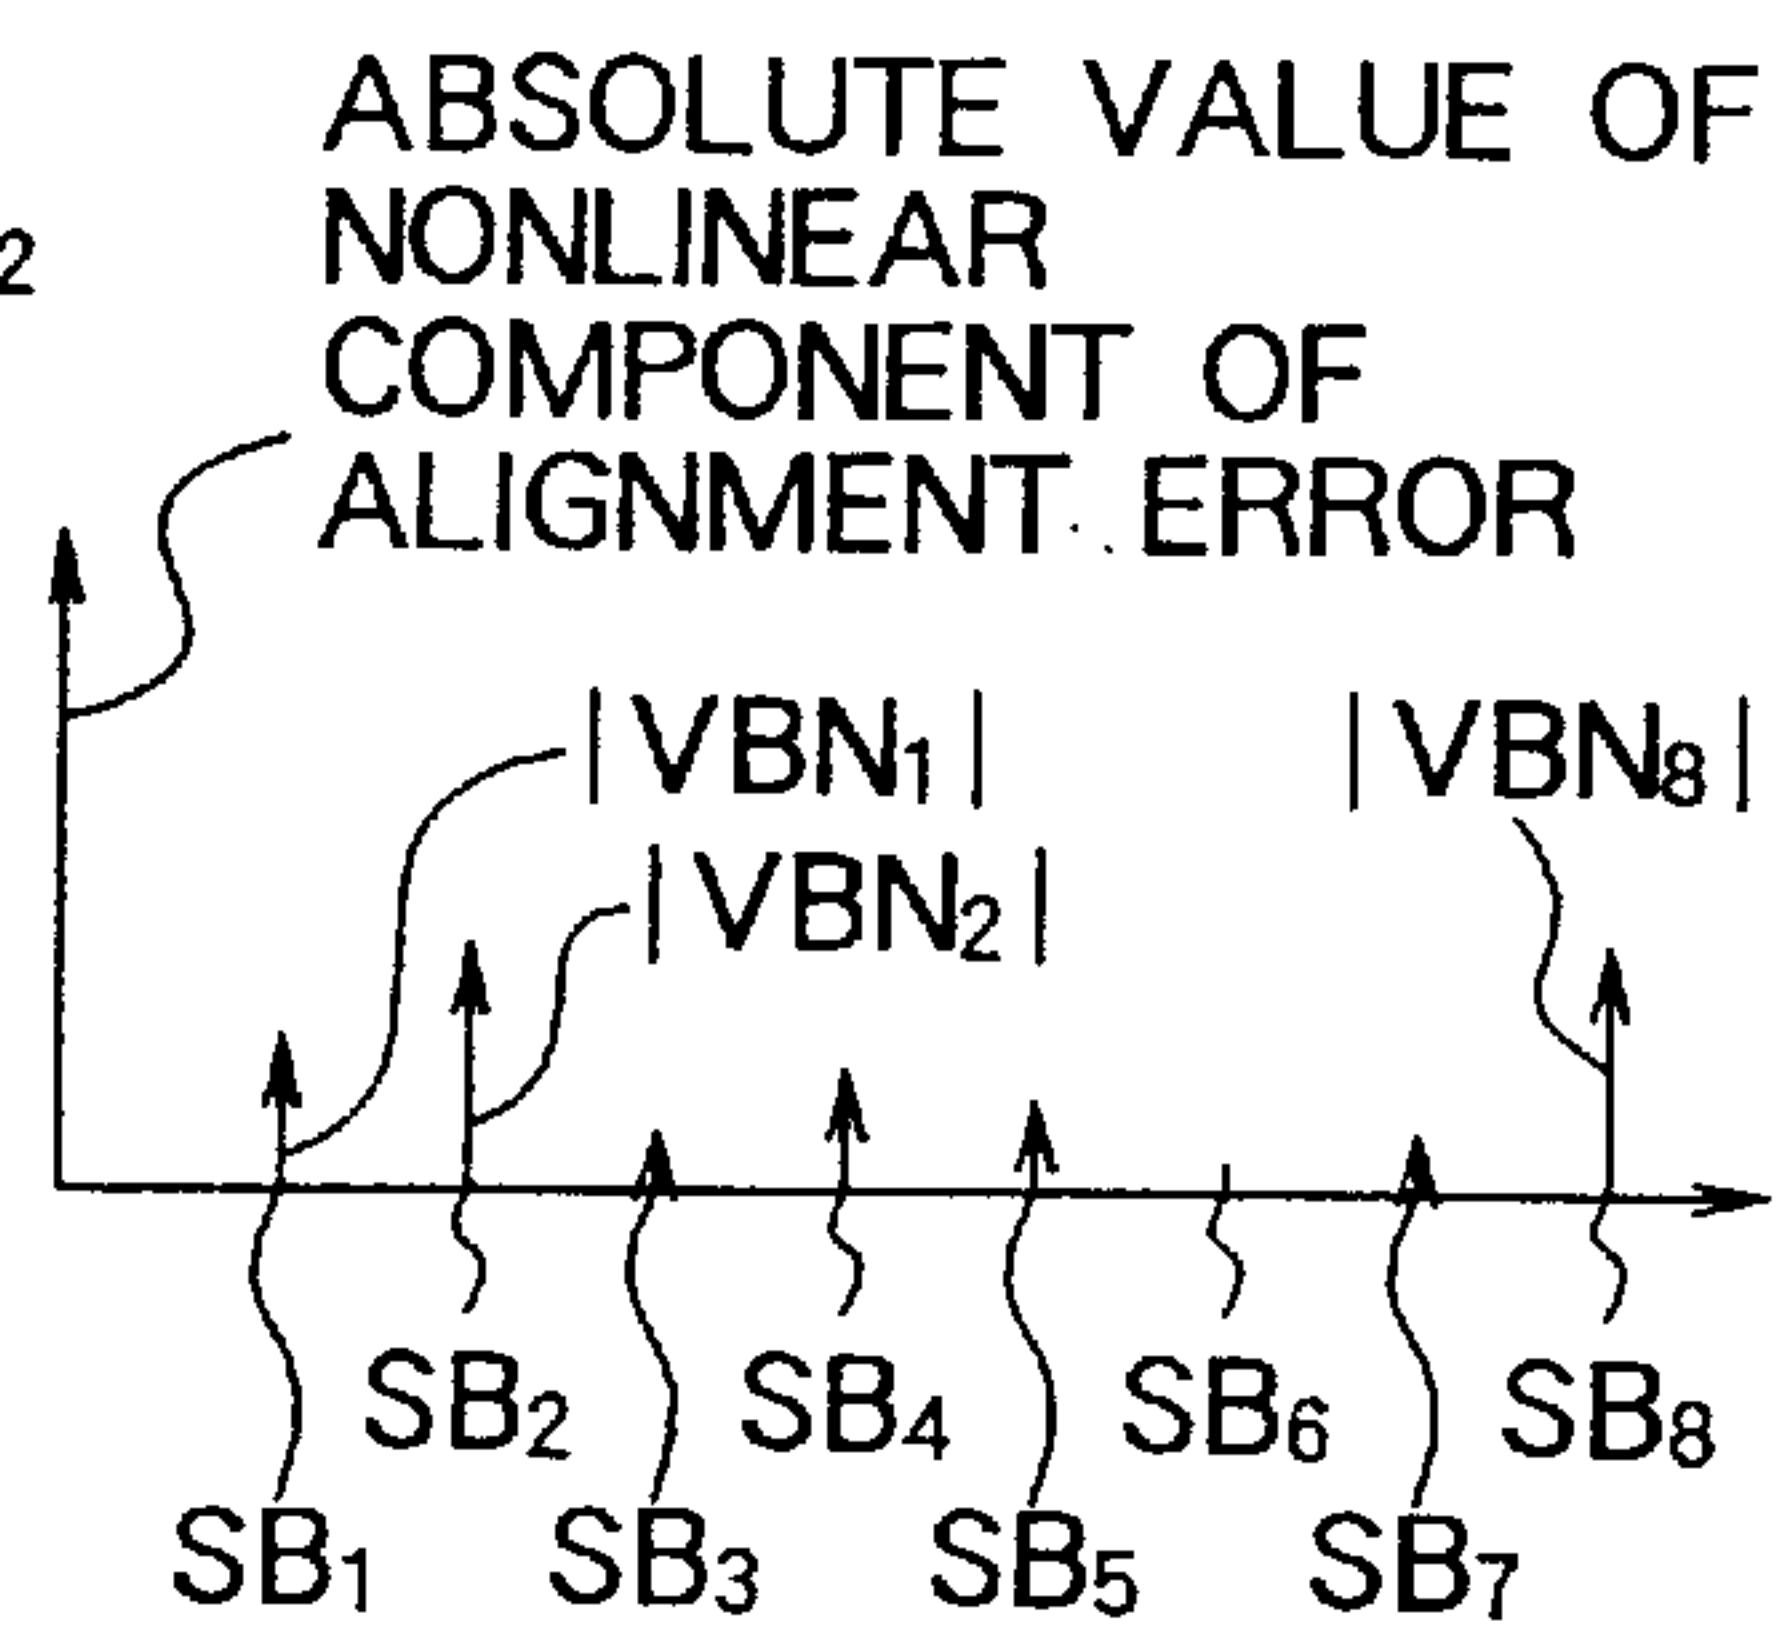 ABSOLUTE VALUE OF
2
NONLINEAR
COMPONENT OF
ALIGNMENT ERROR
|VBN₁|
|VBN₈|
|VBN₂|
SB₂
SB₄
SB₆
SB₈
SB₁
SB₃
SB₅
SB₇